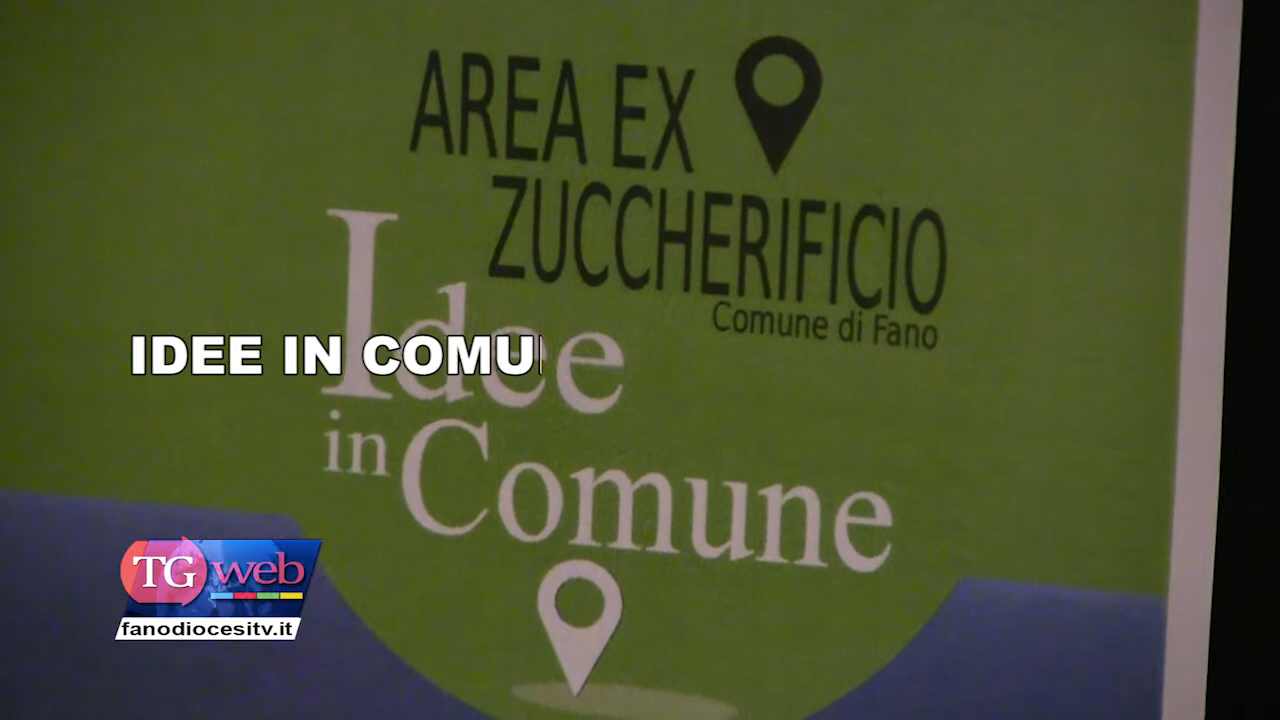 AREA EX
ZUCCHERIFICIO
Comune di Fano
Idee
in Comune
IDEE IN COMU
TG web
fanodiocesitv.it